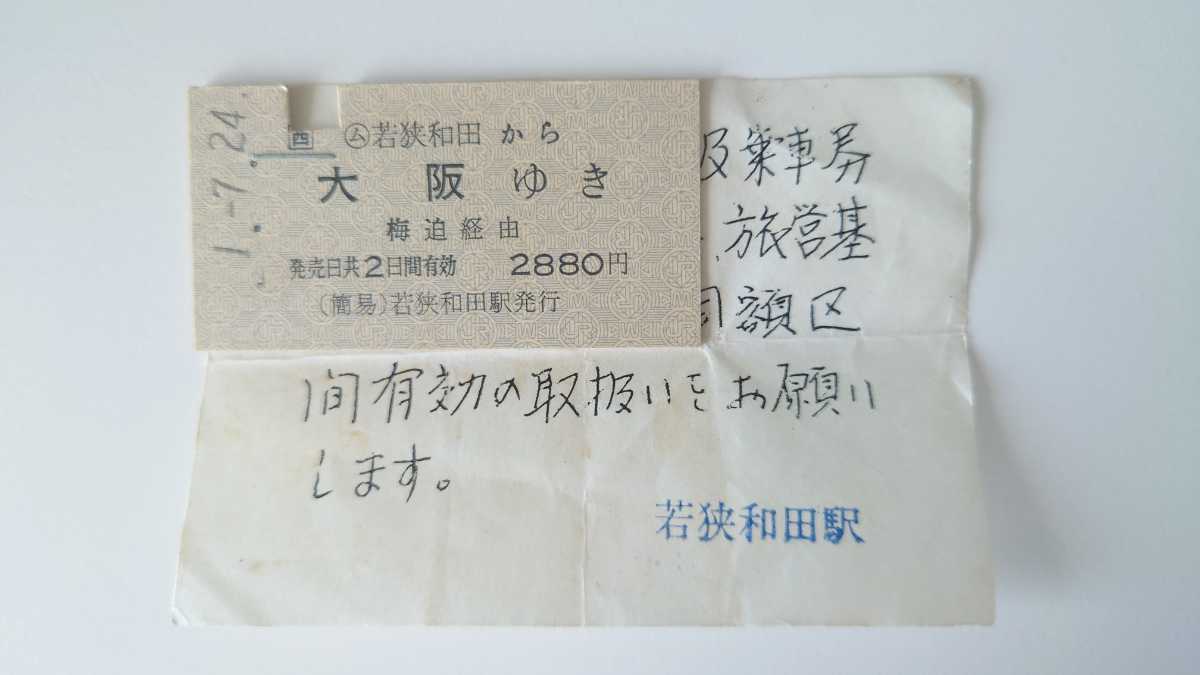 1.-7.24
四
ム若狭和田から
大阪ゆき
梅迫経由
発売日共2日間有効 2880円
(簡易)若狭和田駅発行
及乗車券
旅営基
同額区
間有効の取扱いをお願い
します。
若狭和田駅